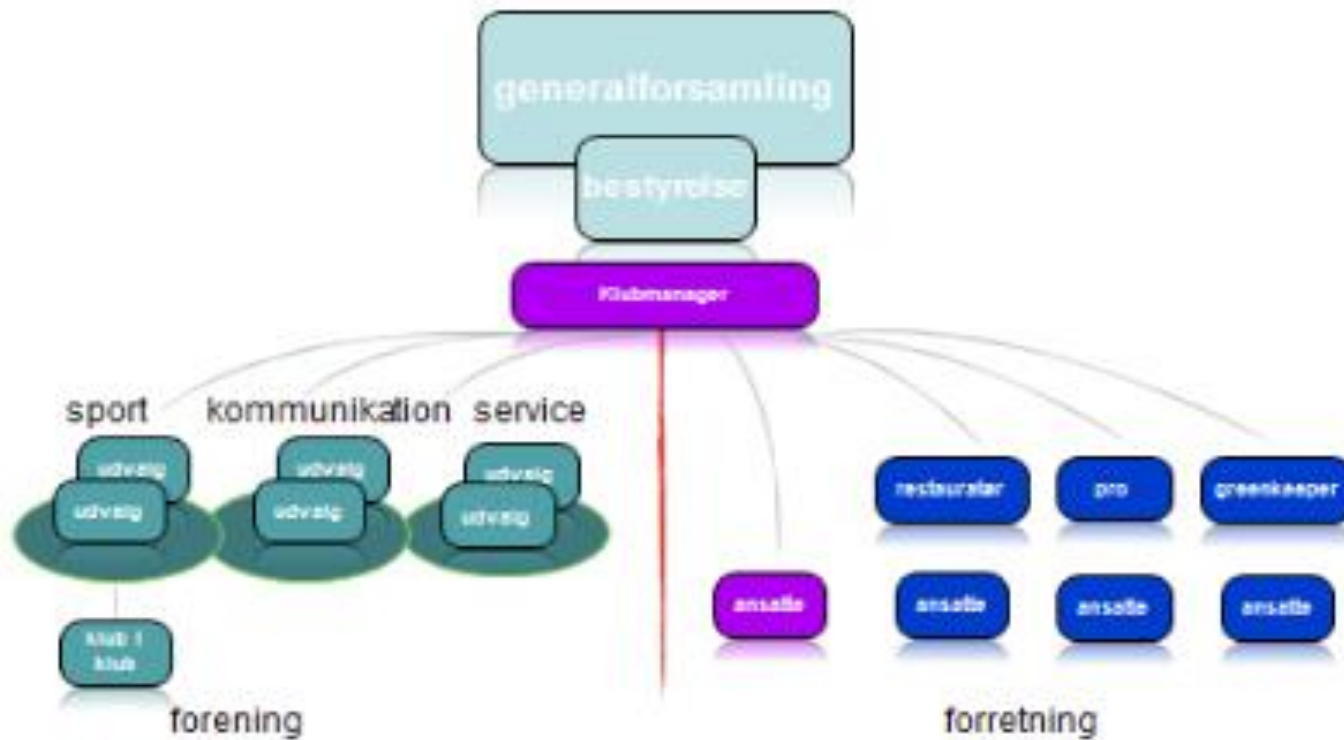 generalforsamling
bestyrelse
Klubmanager
sport kommunikation service
udvalg udvalg udvalg
udvalg udvalg udvalg
restauratør pro greenkeeper
ansatte ansatte ansatte ansatte
klub i
klub
forening forretning